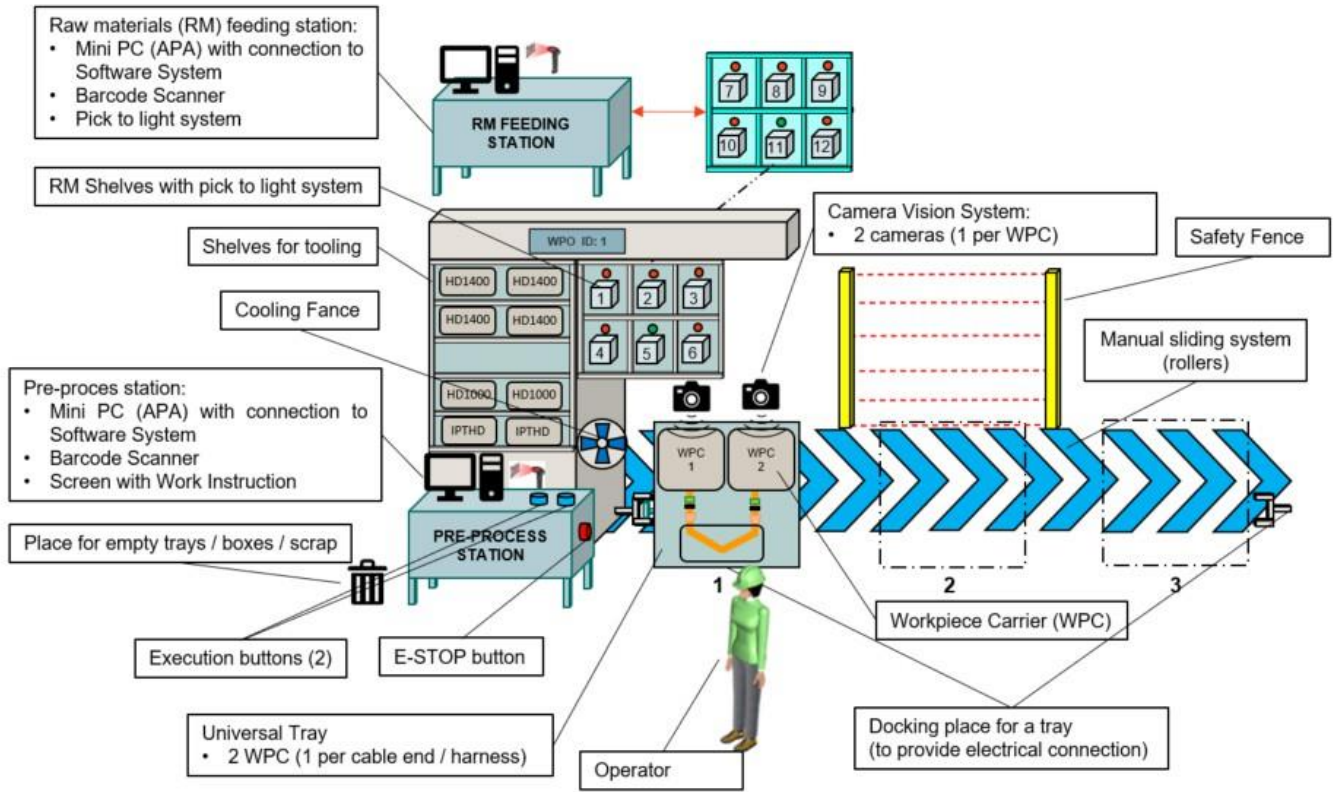 Raw materials (RM) feeding station:
• Mini PC (APA) with connection to
Software System
• Barcode Scanner
• Pick to light system
RM FEEDING
STATION
7 8 9
10 11 12
RM Shelves with pick to light system
Camera Vision System:
• 2 cameras (1 per WPC)
Safety Fence
Shelves for tooling
WPO ID: 1
HD1400 HD1400
HD1400 HD1400
HD1000 HD1000
IPTHD IPTHD
1 2 3
4 5 6
Cooling Fance
Manual sliding system
(rollers)
Pre-proces station:
• Mini PC (APA) with connection to
Software System
• Barcode Scanner
• Screen with Work Instruction
WPC
1
WPC
2
PRE-PROCESS
STATION
Place for empty trays / boxes / scrap
1
2
3
Workpiece Carrier (WPC)
Execution buttons (2)
E-STOP button
Universal Tray
• 2 WPC (1 per cable end / harness)
Operator
Docking place for a tray
(to provide electrical connection)